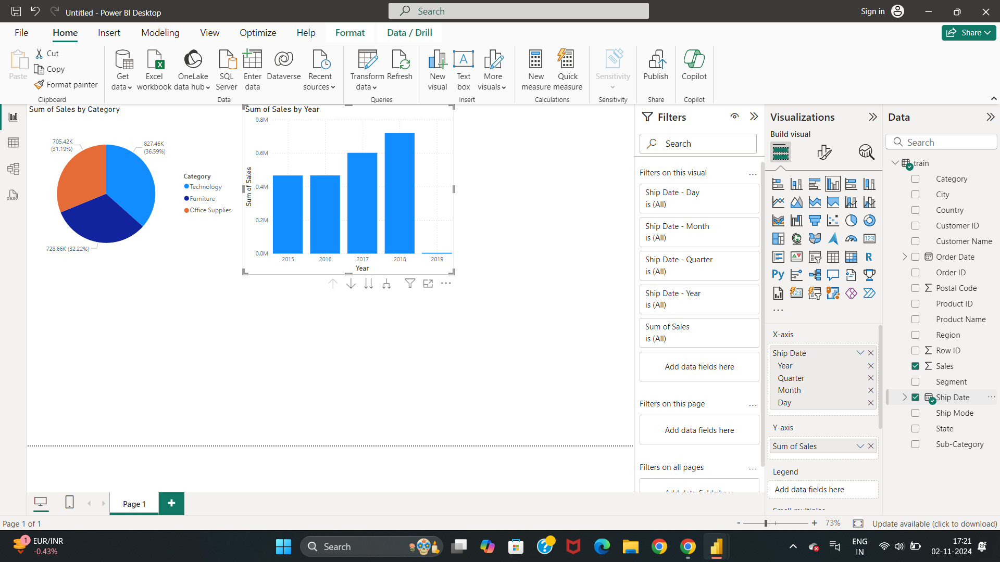 Untitled - Power BI Desktop
Search
Sign in
File Home Insert Modeling View Optimize Help Format Data / Drill
Share
Paste
Cut
Copy
Format painter
Clipboard
Get data
Excel workbook
OneLake data hub
SQL Server
Enter data
Dataverse
Recent sources
Data
Transform data
Refresh
Queries
New visual
Text box
More visuals
Insert
New measure
Quick measure
Calculations
Sensitivity
Sensitivity
Publish
Share
Copilot
Copilot
Sum of Sales by Category
705.42K
(31.19%)
827.46K
(36.59%)
728.66K (32.22%)
Category
Technology
Furniture
Office Supplies
Sum of Sales by Year
Sum of Sales
0.8M
0.6M
0.4M
0.2M
0.0M
2015 2016 2017 2018 2019
Year
Filters
Search
Filters on this visual
Ship Date - Day
is (All)
Ship Date - Month
is (All)
Ship Date - Quarter
is (All)
Ship Date - Year
is (All)
Sum of Sales
is (All)
Add data fields here
Filters on this page
Add data fields here
Filters on all pages
Visualizations
Build visual
123
R
Py
123
X-axis
Ship Date
Year
Quarter
Month
Day
Y-axis
Sum of Sales
Legend
Add data fields here
Data
Search
train
Category
City
Country
Customer ID
Customer Name
Order Date
Order ID
Postal Code
Product ID
Product Name
Region
Row ID
Sales
Segment
Ship Date
Ship Mode
State
Sub-Category
DAX
Page 1
Page 1 of 1
- + 73%
Update available (click to download)
1
EUR/INR
-0.43%
Search
ENG
IN
17:21
02-11-2024